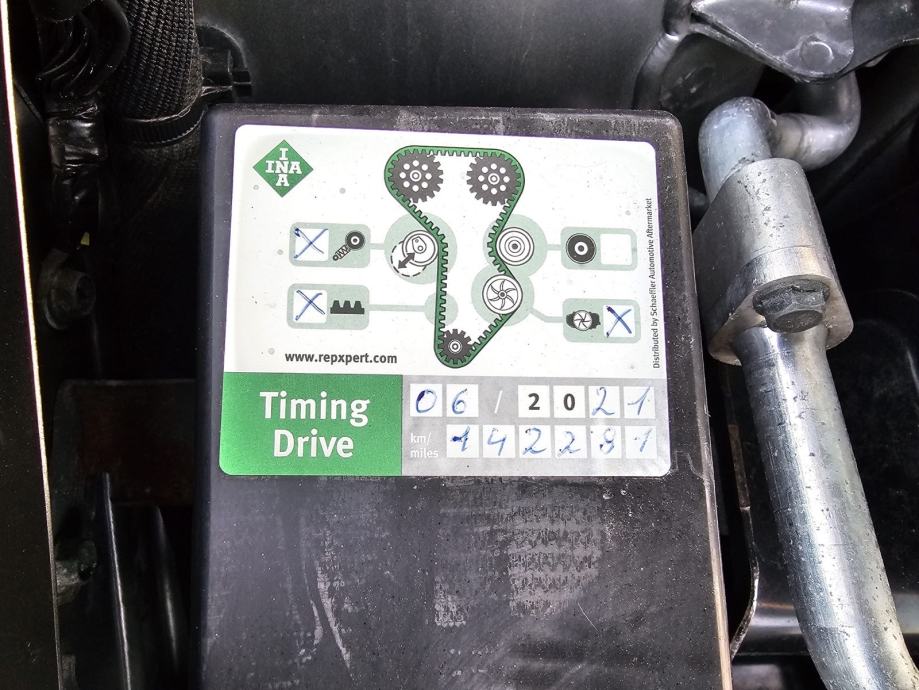 I
INA
A
www.repxpert.com
Distributed by Schaeffler Automotive Aftermarket
Timing
Drive
06/2021
km/
miles
142281